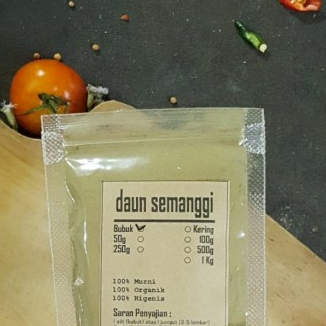 daun semanggi
Bubuk Kering
50g 100g
250g 500g
1 Kg
100% Murni
100% Organik
100% Higenis
Saran Penyajian :